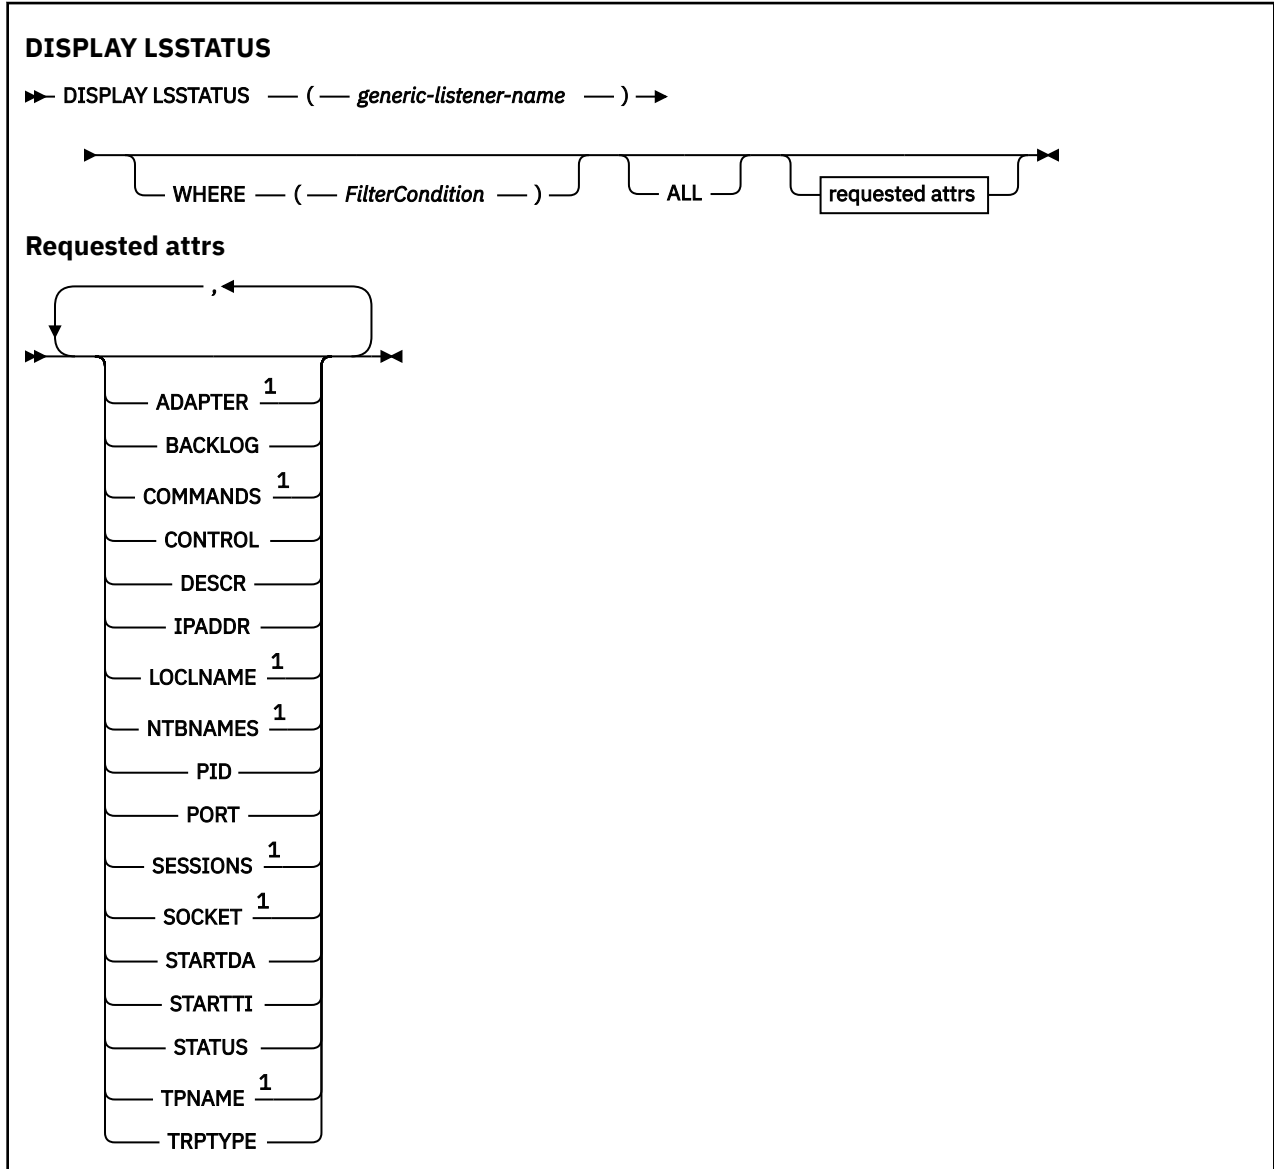 DISPLAY LSSTATUS
DISPLAY LSSTATUS ( generic-listener-name )
WHERE ( FilterCondition ) ALL requested attrs
Requested attrs
,
ADAPTER 1
BACKLOG
COMMANDS 1
CONTROL
DESCR
IPADDR
LOCLNAME 1
NTBNAMES 1
PID
PORT
SESSIONS 1
SOCKET 1
STARTDA
STARTTI
STATUS
TPNAME 1
TRPTYPE